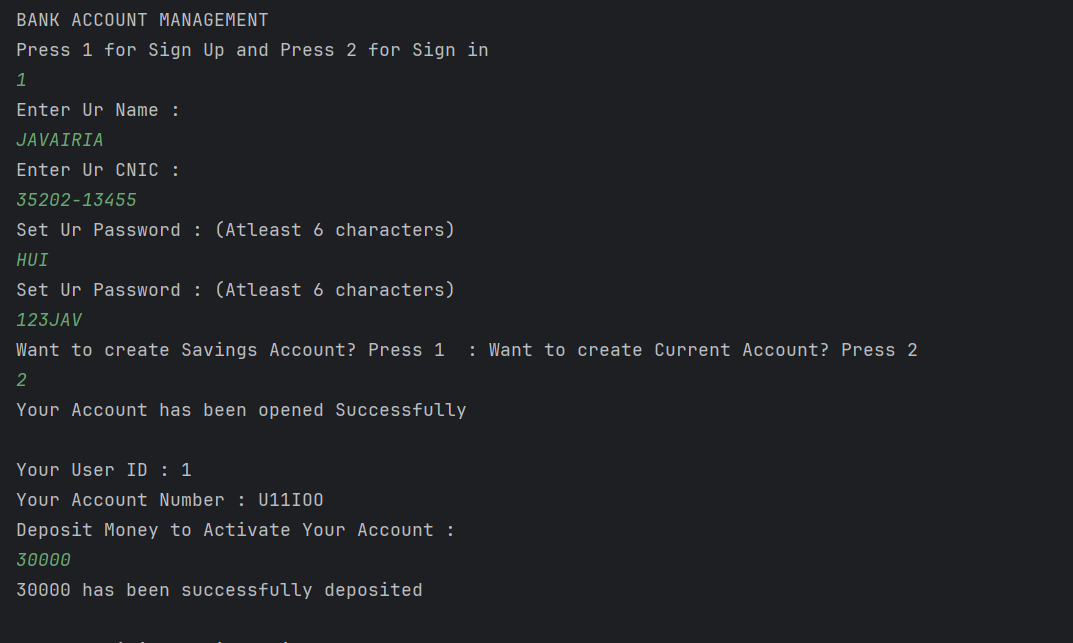 BANK ACCOUNT MANAGEMENT
Press 1 for Sign Up and Press 2 for Sign in
1
Enter Ur Name :
JAVAIRIA
Enter Ur CNIC :
35202-13455
Set Ur Password : (Atleast 6 characters)
HUI
Set Ur Password : (Atleast 6 characters)
123JAV
Want to create Savings Account? Press 1  : Want to create Current Account? Press 2
2
Your Account has been opened Successfully
Your User ID : 1
Your Account Number : U11IOO
Deposit Money to Activate Your Account :
30000
30000 has been successfully deposited